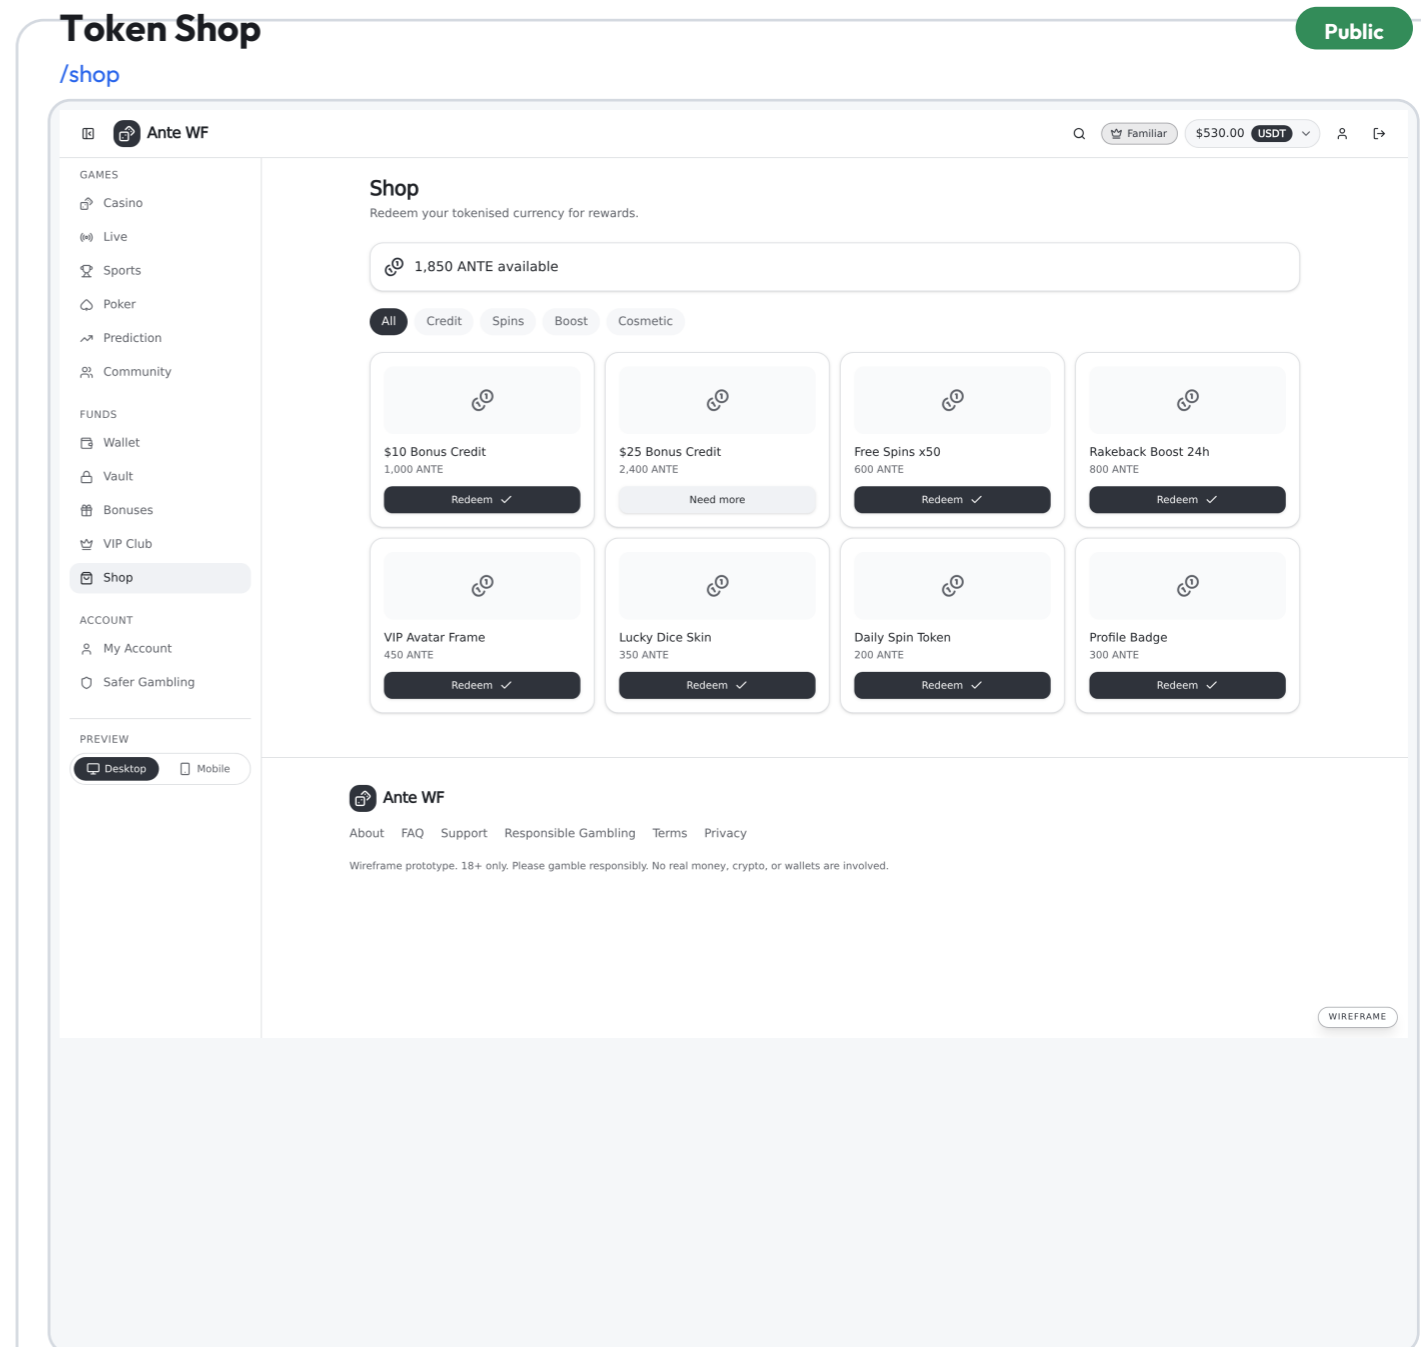 Token Shop
Public
/shop
Ante WF
Familiar
$530.00 USDT
GAMES
Casino
Live
Sports
Poker
Prediction
Community
FUNDS
Wallet
Vault
Bonuses
VIP Club
Shop
ACCOUNT
My Account
Safer Gambling
PREVIEW
Desktop Mobile
Shop
Redeem your tokenised currency for rewards.
1,850 ANTE available
All Credit Spins Boost Cosmetic
$10 Bonus Credit
1,000 ANTE
Redeem
$25 Bonus Credit
2,400 ANTE
Need more
Free Spins x50
600 ANTE
Redeem
Rakeback Boost 24h
800 ANTE
Redeem
VIP Avatar Frame
450 ANTE
Redeem
Lucky Dice Skin
350 ANTE
Redeem
Daily Spin Token
200 ANTE
Redeem
Profile Badge
300 ANTE
Redeem
Ante WF
About FAQ Support Responsible Gambling Terms Privacy
Wireframe prototype. 18+ only. Please gamble responsibly. No real money, crypto, or wallets are involved.
WIREFRAME